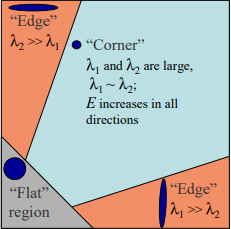 “Edge”
λ₂ >> λ₁
“Corner”
λ₁ and λ₂ are large,
λ₁ ~ λ₂;
E increases in all
directions
“Flat”
region
“Edge”
λ₁ >> λ₂